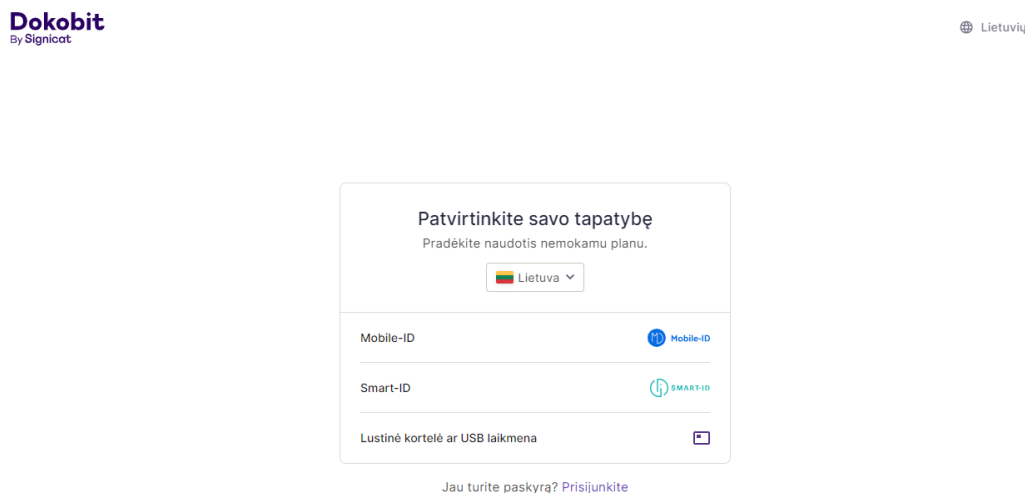 Dokobit
By Signicat
Lietuvių
Patvirtinkite savo tapatybę
Pradėkite naudotis nemokamu planu.
Lietuva
Mobile-ID
Mobile-ID
Smart-ID
SMART-ID
Lustinė kortelė ar USB laikmena
Jau turite paskyrą? Prisijunkite